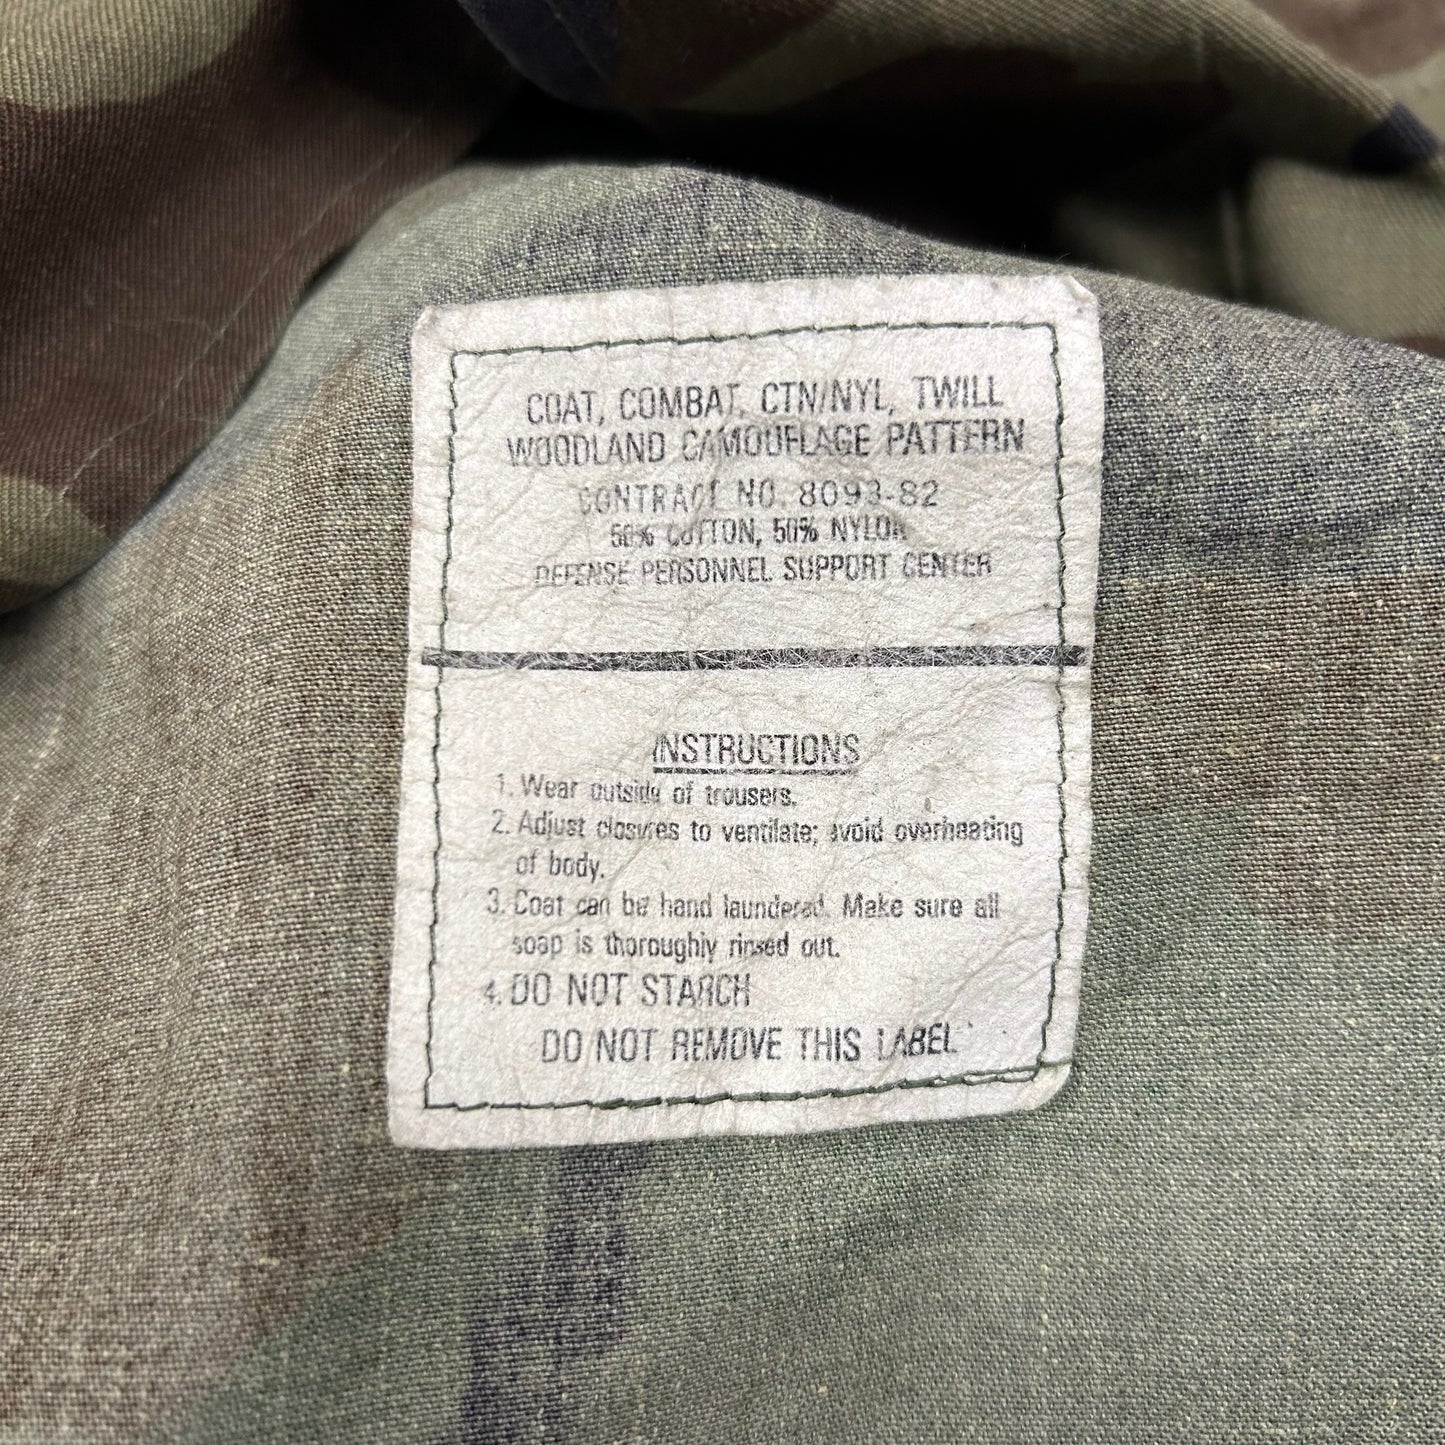 COAT, COMBAT, CTN/NYL, TWILL
WOODLAND CAMOUFLAGE PATTERN
CONTRACT NO. 8093-82
50% COTTON, 50% NYLON
DEFENSE PERSONNEL SUPPORT CENTER
INSTRUCTIONS
1. Wear outside of trousers.
2. Adjust closures to ventilate; avoid overheating
of body.
3. Coat can be hand laundered. Make sure all
soap is thoroughly rinsed out.
4. DO NOT STARCH
DO NOT REMOVE THIS LABEL